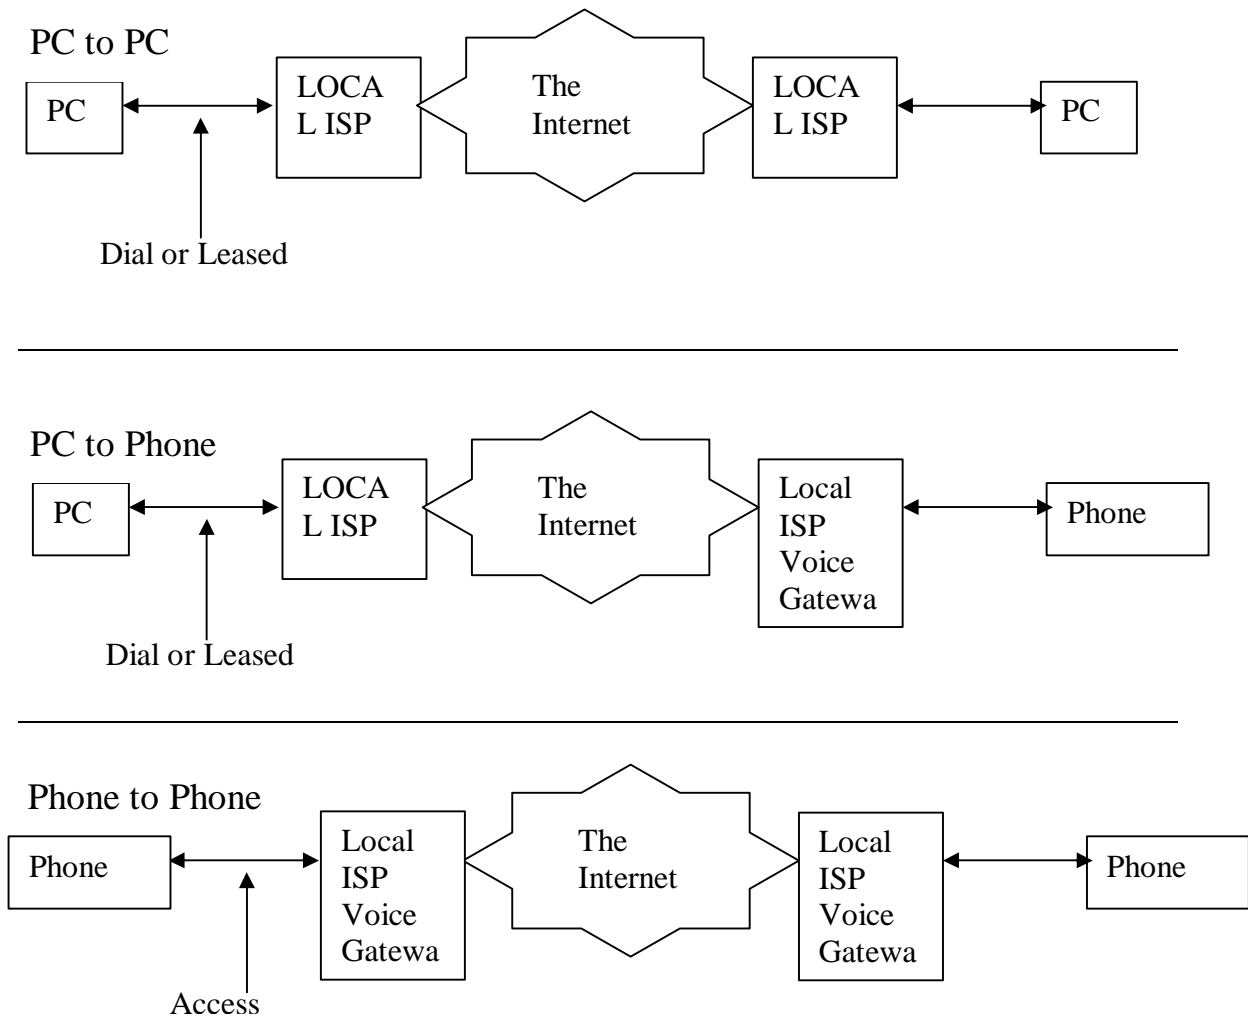 PC to PC
PC
LOCA
L ISP
The
Internet
LOCA
L ISP
PC
Dial or Leased
PC to Phone
PC
LOCA
L ISP
The
Internet
Local
ISP
Voice
Gatewa
Phone
Dial or Leased
Phone to Phone
Phone
Local
ISP
Voice
Gatewa
The
Internet
Local
ISP
Voice
Gatewa
Phone
Access